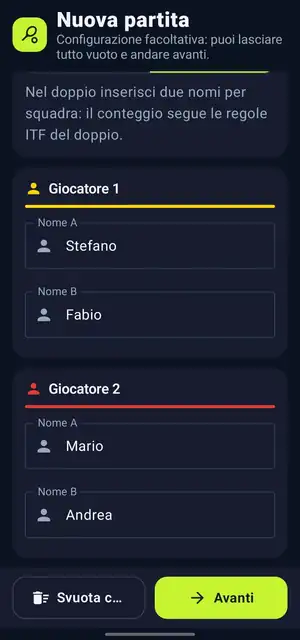 Nuova partita
Configurazione facoltativa: puoi lasciare
tutto vuoto e andare avanti.
Nel doppio inserisci due nomi per
squadra: il conteggio segue le regole
ITF del doppio.
Giocatore 1
Nome A
Stefano
Nome B
Fabio
Giocatore 2
Nome A
Mario
Nome B
Andrea
Svuota c...
Avanti